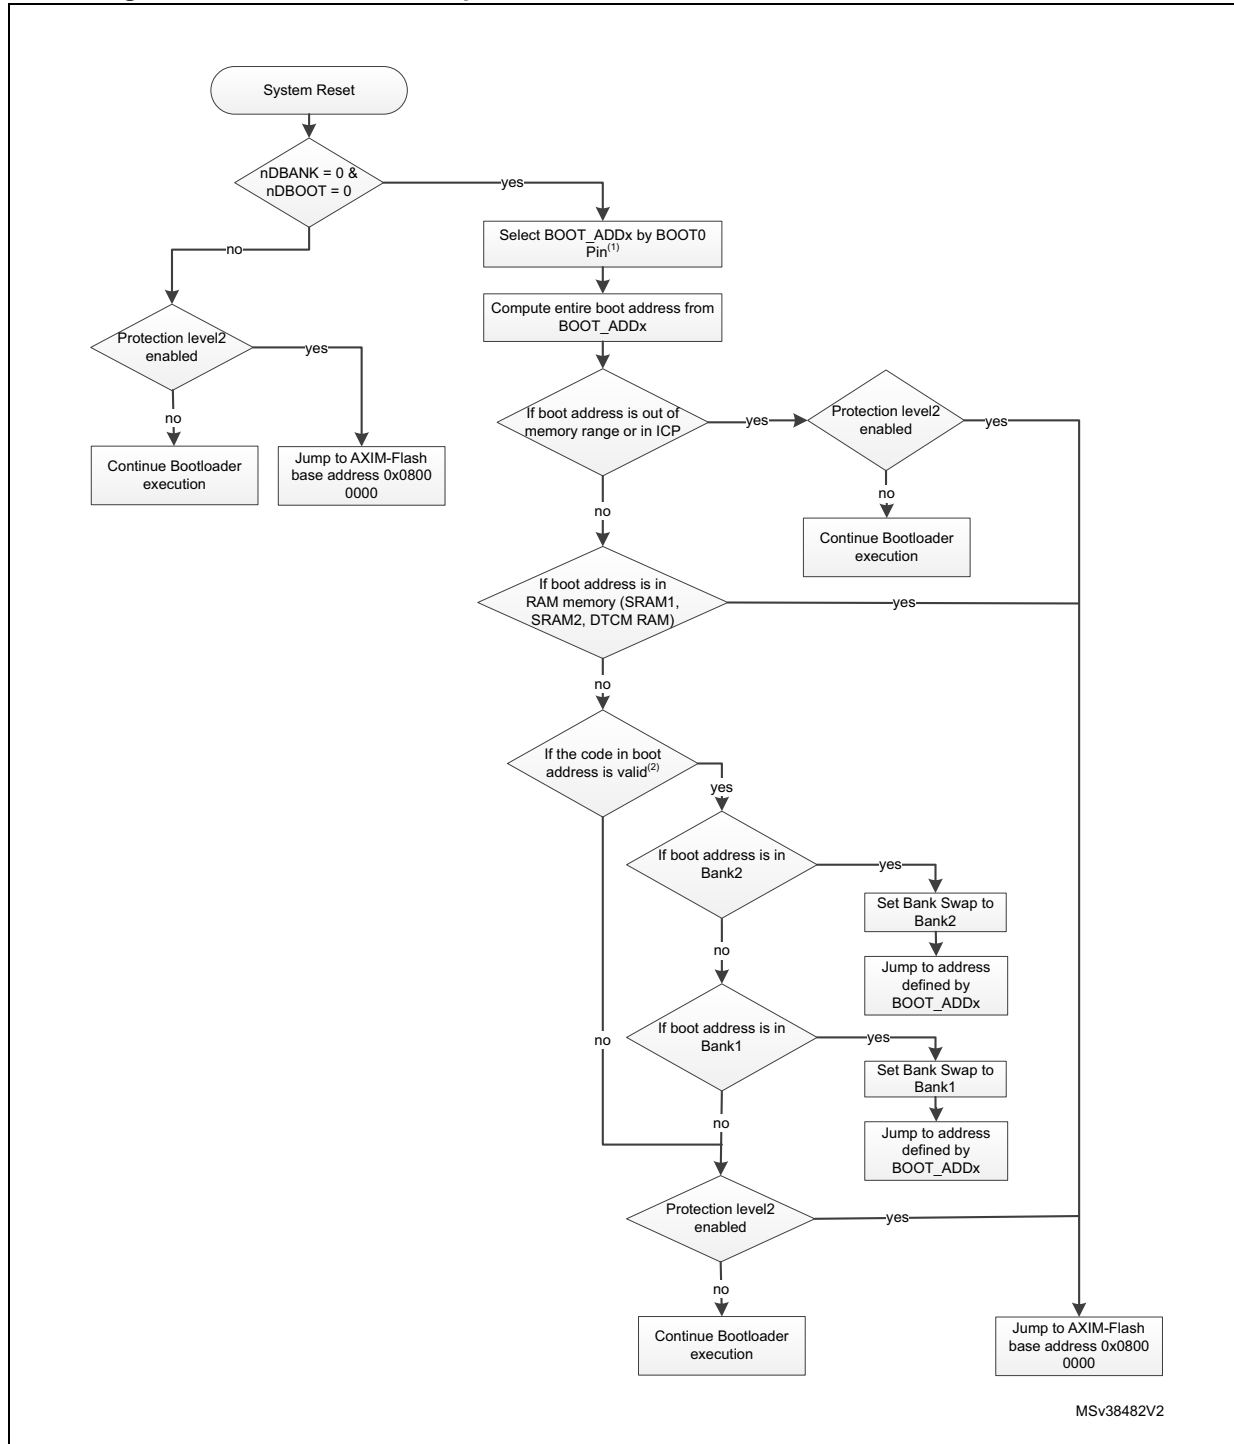 System Reset
nDBANK = 0 &
nDBOOT = 0
yes
no
Select BOOT_ADDx by BOOT0
Pin(1)
Compute entire boot address from
BOOT_ADDx
Protection level2
enabled
yes
no
Continue Bootloader
execution
Jump to AXIM-Flash
base address 0x0800
0000
If boot address is out of
memory range or in ICP
yes
Protection level2
enabled
yes
no
Continue Bootloader
execution
no
If boot address is in
RAM memory (SRAM1,
SRAM2, DTCM RAM)
yes
no
If the code in boot
address is valid(2)
yes
If boot address is in
Bank2
yes
Set Bank Swap to
Bank2
Jump to address
defined by
BOOT_ADDx
no
If boot address is in
Bank1
yes
Set Bank Swap to
Bank1
Jump to address
defined by
BOOT_ADDx
no
no
Protection level2
enabled
yes
no
Continue Bootloader
execution
Jump to AXIM-Flash
base address 0x0800
0000
MSv38482V2